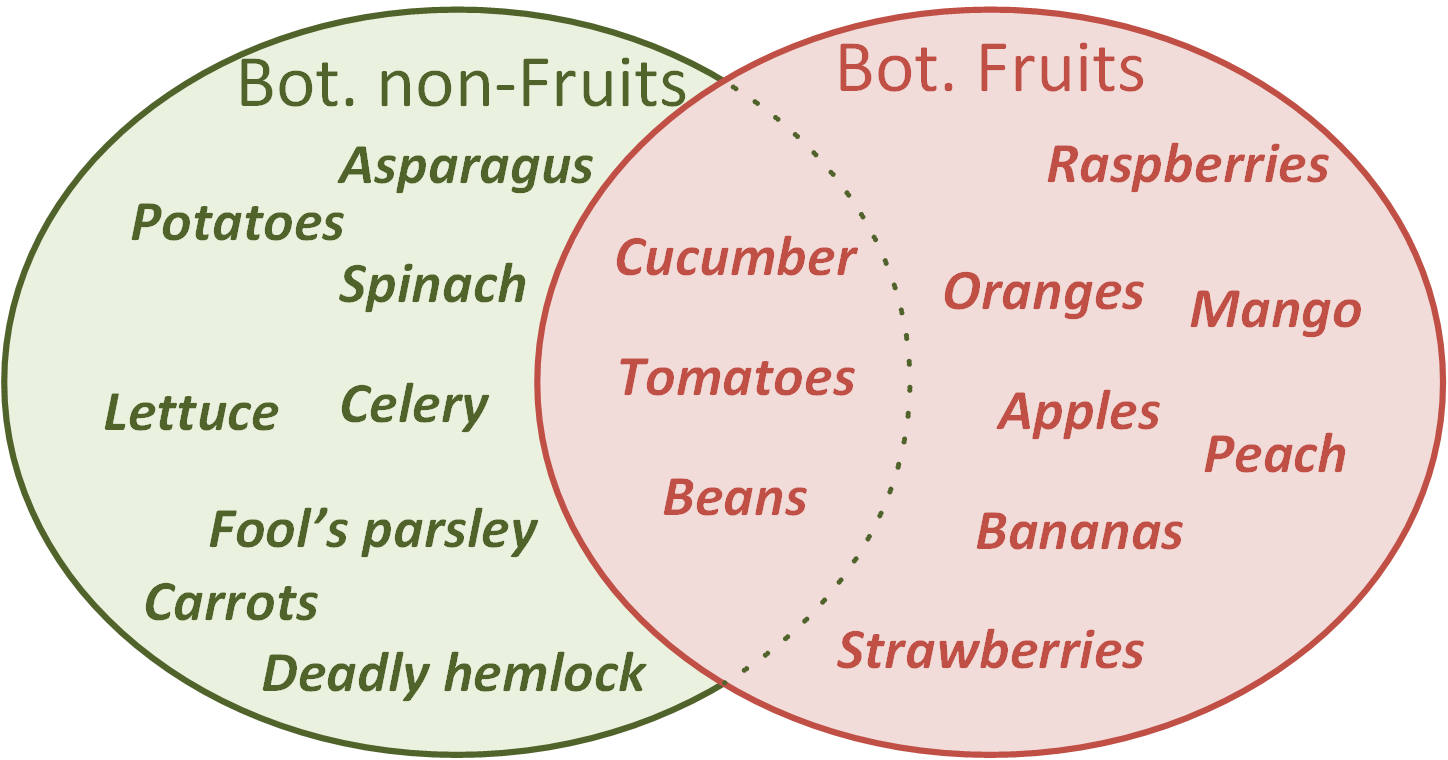 Bot. non-Fruits
Asparagus
Potatoes
Spinach
Lettuce
Celery
Fool's parsley
Carrots
Deadly hemlock
Cucumber
Tomatoes
Beans
Bot. Fruits
Raspberries
Oranges
Mango
Apples
Peach
Bananas
Strawberries